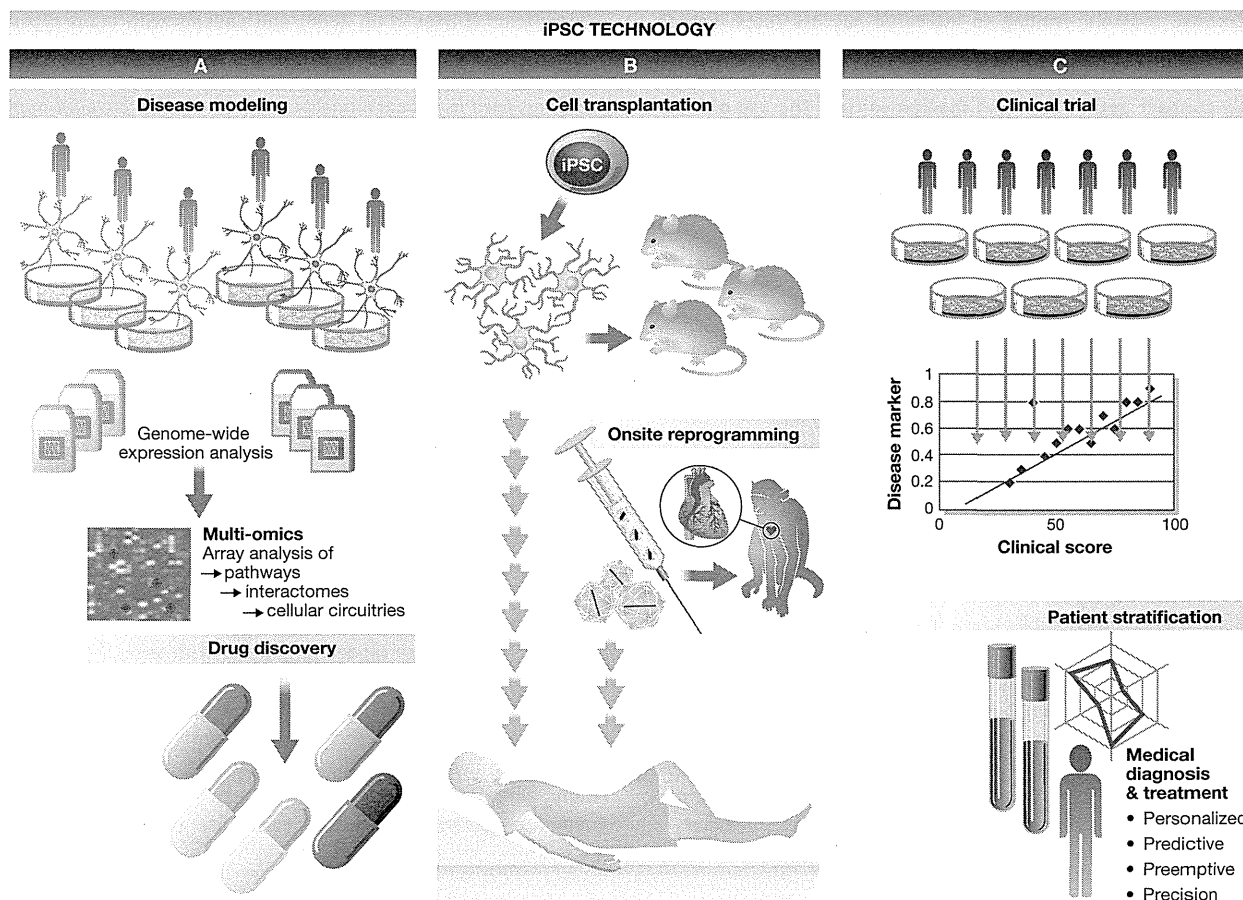 iPSC TECHNOLOGY
A
Disease modeling
Genome-wide
expression analysis
Multi-omics
Array analysis of
pathways
interactomes
cellular circuitries
Drug discovery
B
Cell transplantation
iPSC
Onsite reprogramming
C
Clinical trial
Disease marker
1
0.8
0.6
0.4
0.2
0
0
50
100
Clinical score
Patient stratification
Medical
diagnosis
& treatment
• Personalized
• Predictive
• Preemptive
• Precision